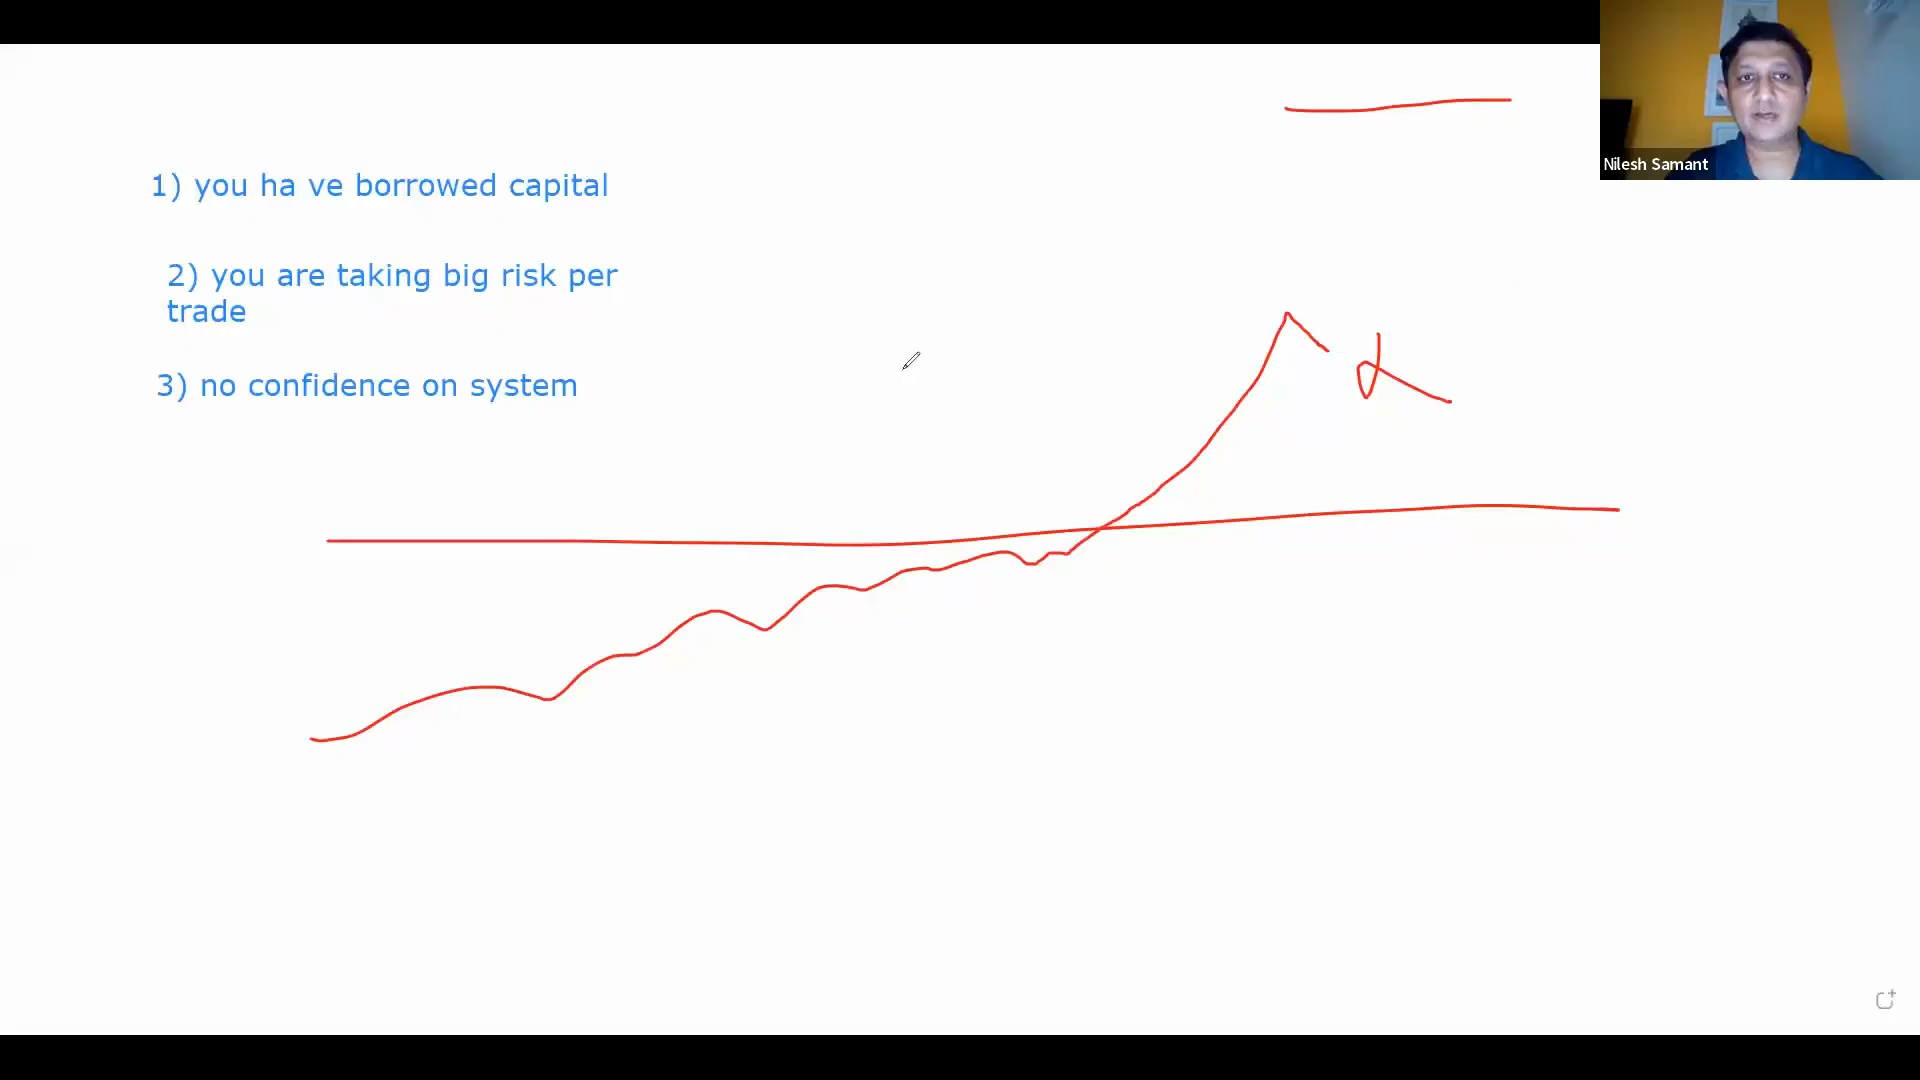 1) you ha ve borrowed capital
2) you are taking big risk per
trade
3) no confidence on system
Nilesh Samant